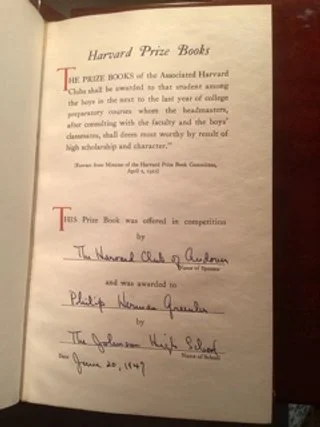 Harvard Prize Books
THE PRIZE BOOKS of the Associated Harvard
Clubs shall be awarded to that student among
the boys in the next to the last year of college
preparatory courses whom the headmasters,
after consulting with the faculty and the boys'
classmates, shall deem most worthy by result of
high scholarship and character."
(Extract from Minutes of the Harvard Prize Book Committee,
April 2,
THIS Prize Book was offered in competition
by
The Harvard Club of Andover
Name of Sponsor
and was awarded to
Philip Herman
by
The Johnson High School
Date June 20, 1947 Name of School